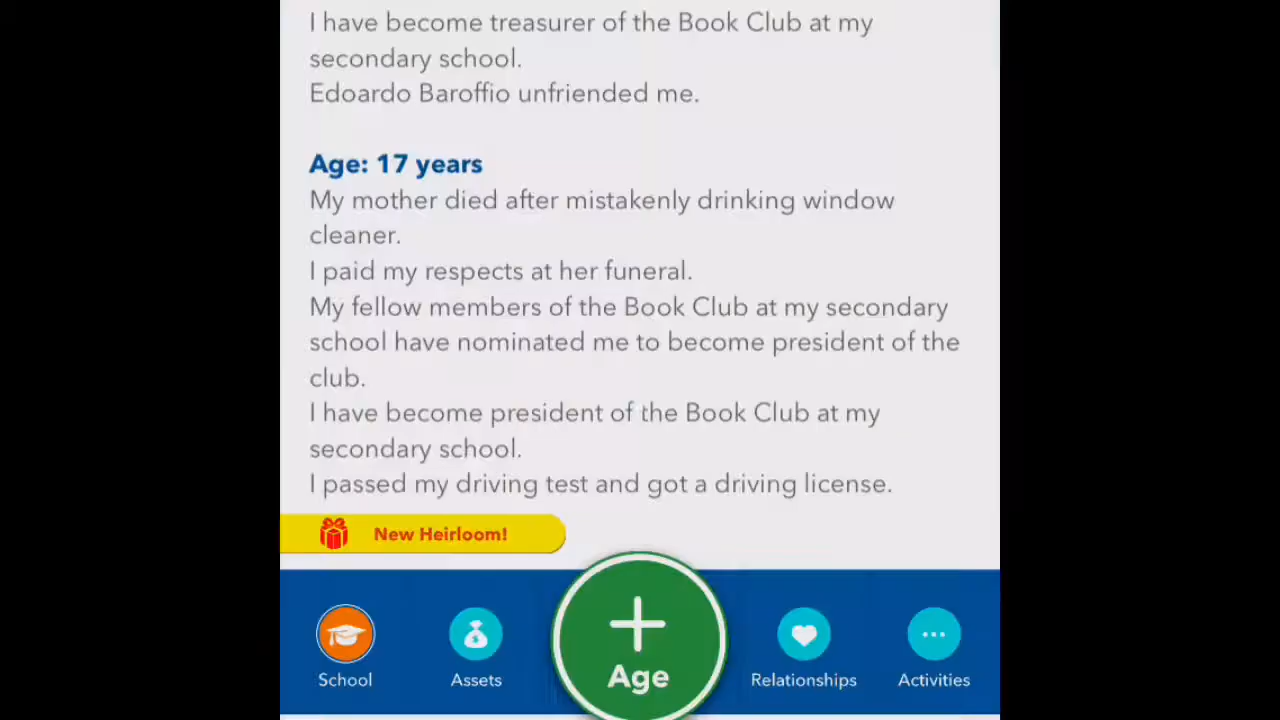 I have become treasurer of the Book Club at my
secondary school.
Edoardo Baroffio unfriended me.
Age: 17 years
My mother died after mistakenly drinking window
cleaner.
I paid my respects at her funeral.
My fellow members of the Book Club at my secondary
school have nominated me to become president of the
club.
I have become president of the Book Club at my
secondary school.
I passed my driving test and got a driving license.
New Heirloom!
School
Assets
Age
Relationships
Activities